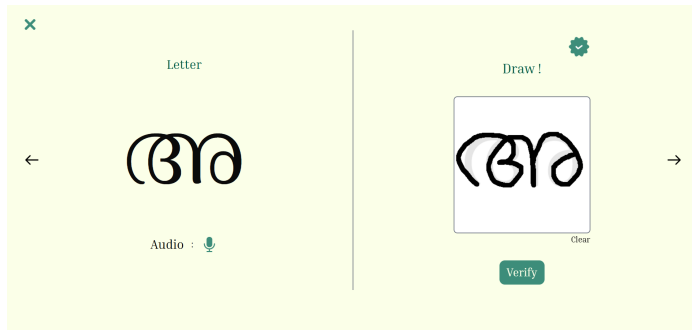 Letter
അ
Audio :
Draw !
അ
Clear
Verify